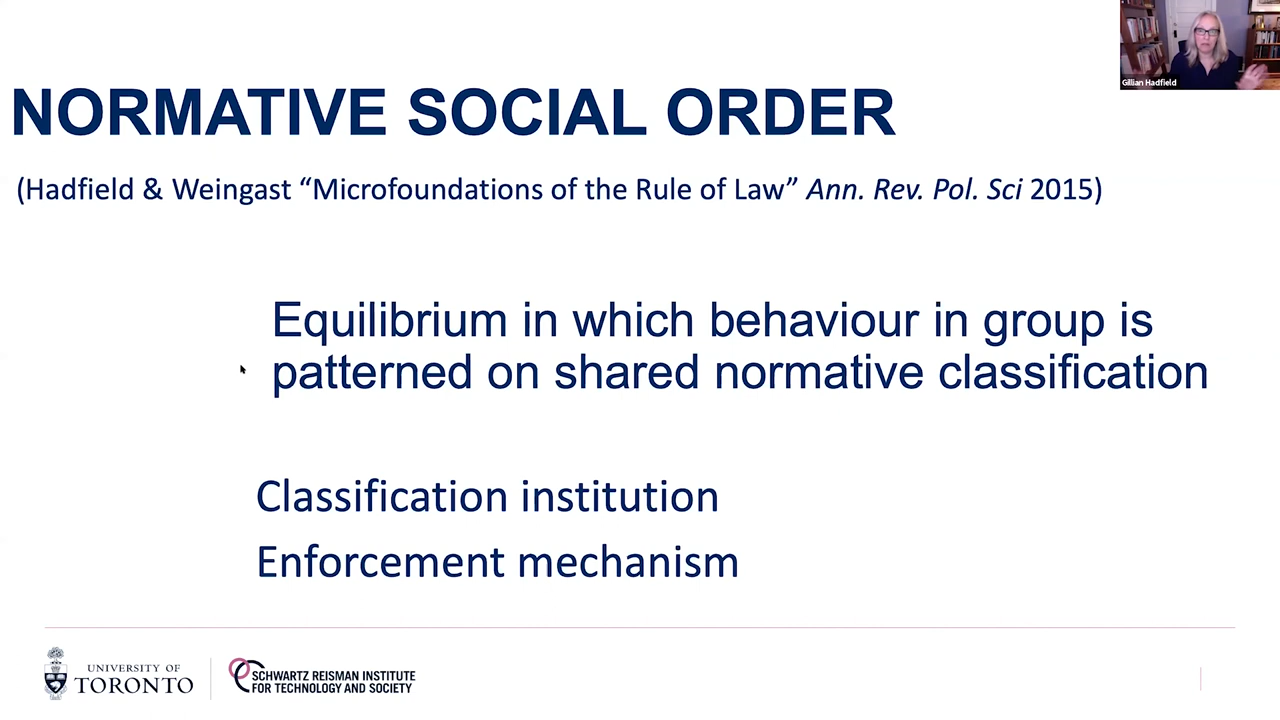 Gillian Hadfield
NORMATIVE SOCIAL ORDER
(Hadfield & Weingast “Microfoundations of the Rule of Law” Ann. Rev. Pol. Sci 2015)
Equilibrium in which behaviour in group is
patterned on shared normative classification
Classification institution
Enforcement mechanism
UNIVERSITY OF
TORONTO
SCHWARTZ REISMAN INSTITUTE
FOR TECHNOLOGY AND SOCIETY